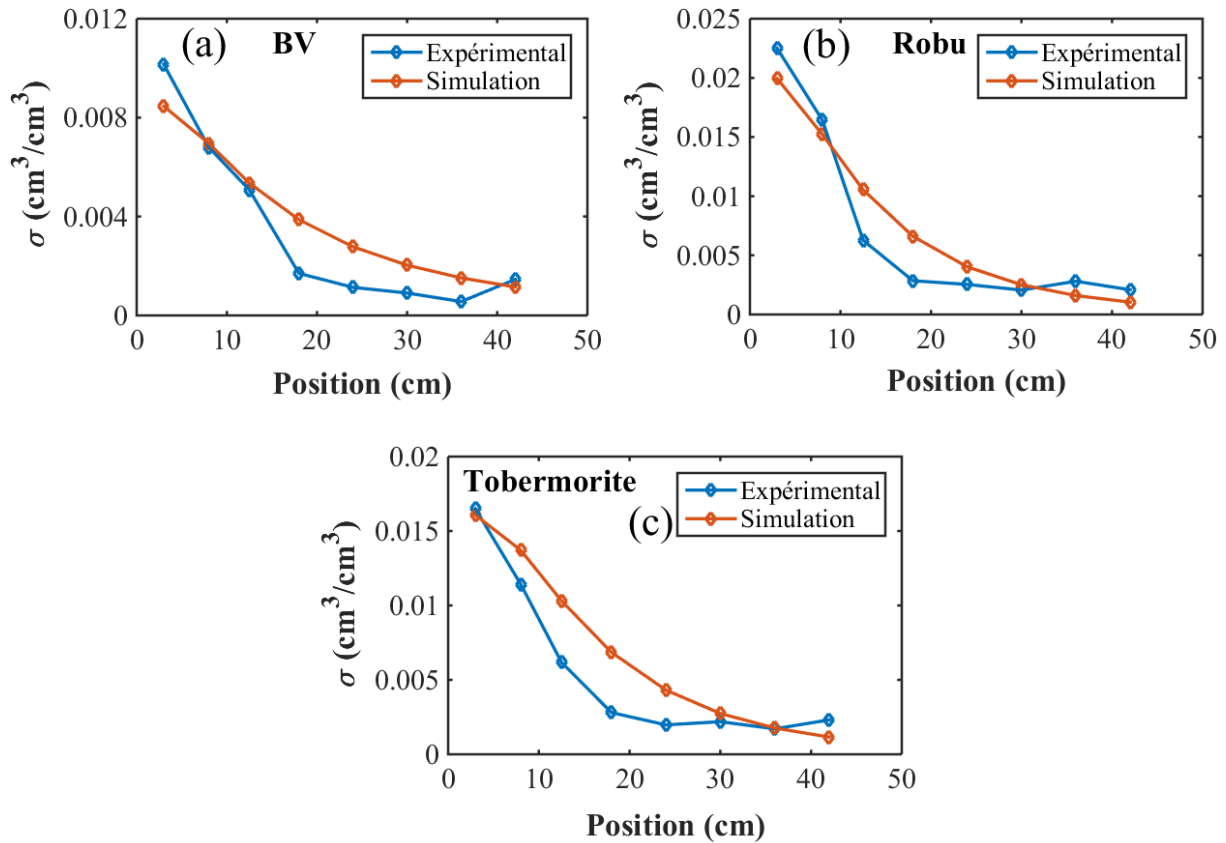 (a) BV
Expérimental
Simulation
0.012
0.008
0.004
0
σ (cm³/cm³)
0 10 20 30 40 50
Position (cm)
(b) Robu
Expérimental
Simulation
0.025
0.02
0.015
0.01
0.005
0
σ (cm³/cm³)
0 10 20 30 40 50
Position (cm)
Tobermorite
(c)
Expérimental
Simulation
0.02
0.015
0.01
0.005
0
σ (cm³/cm³)
0 10 20 30 40 50
Position (cm)